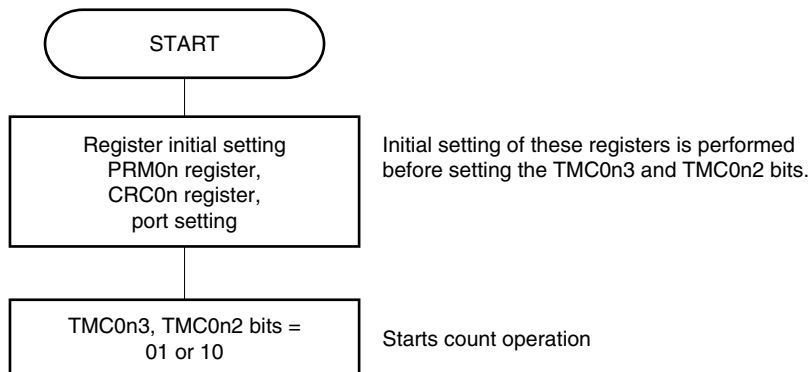 START
Register initial setting
PRM0n register,
CRC0n register,
port setting
Initial setting of these registers is performed
before setting the TMC0n3 and TMC0n2 bits.
TMC0n3, TMC0n2 bits =
01 or 10
Starts count operation